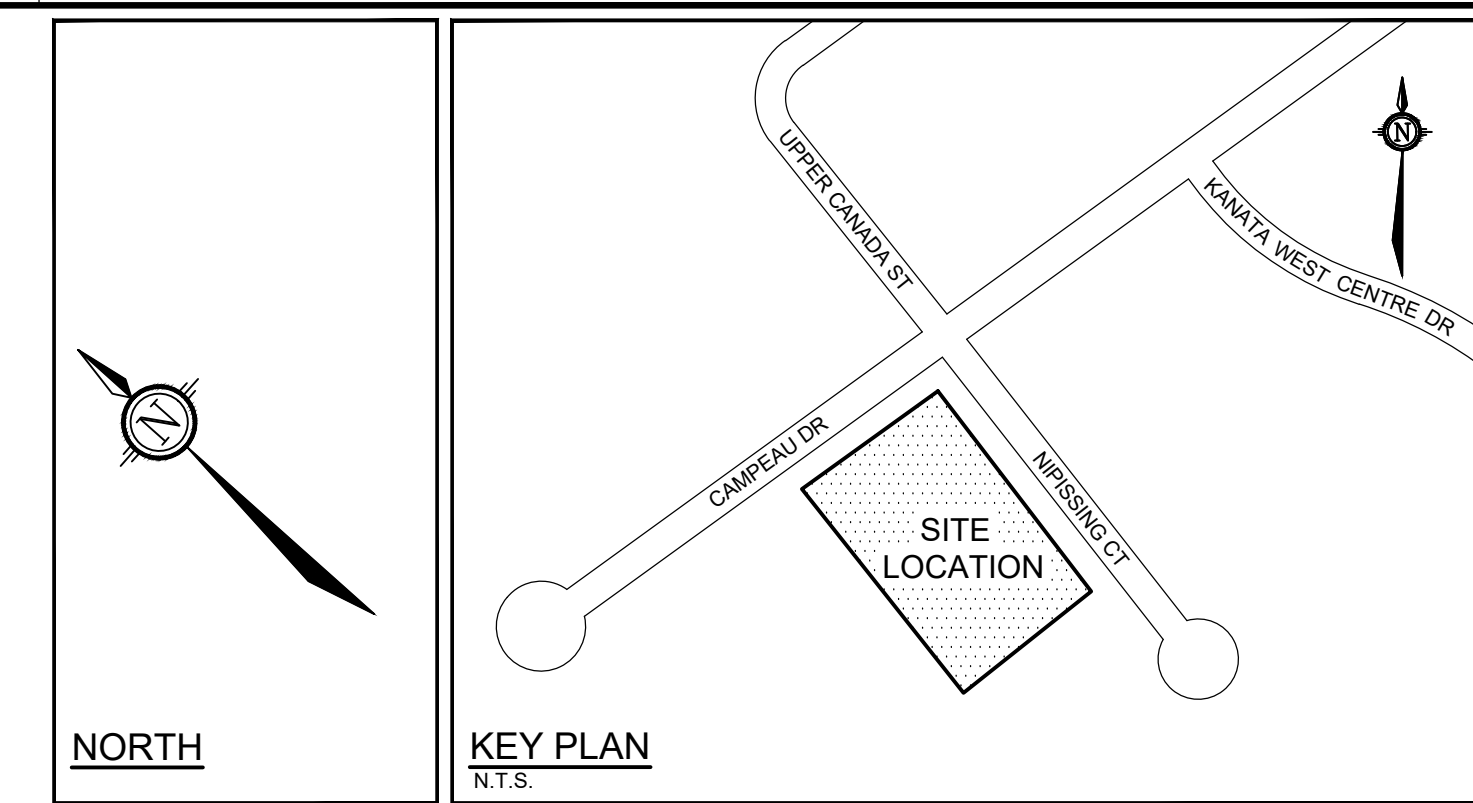 N
NORTH
UPPER CANADA ST
N
KANATA WEST CENTRE DR
CAMPEAU DR
NIPISSING CT
SITE
LOCATION
KEY PLAN
N.T.S.